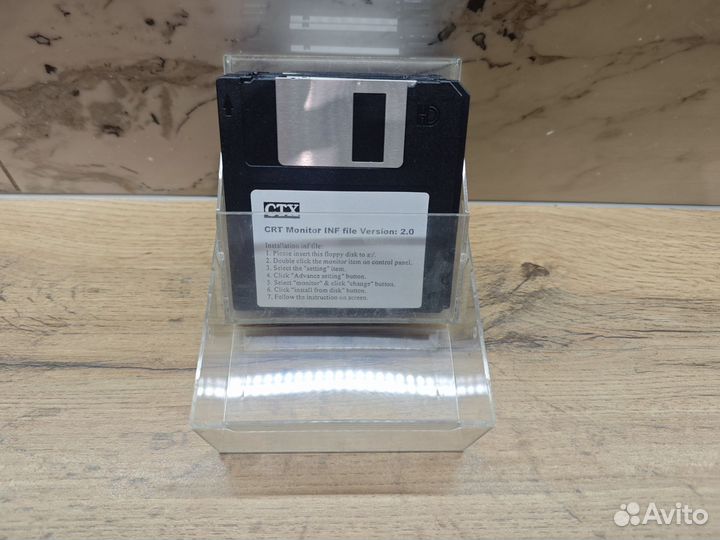 HD
CTX
CRT Monitor INF file Version: 2.0
Installation inf file:
1. Please insert this floppy disk to a:/.
2. Double click the monitor item on control panel.
3. Select the "setting" item.
4. Click "Advance setting" button.
5. Select "monitor" & click "change" button.
6. Click "install from disk" button.
7. Follow the instruction on screen.
Avito